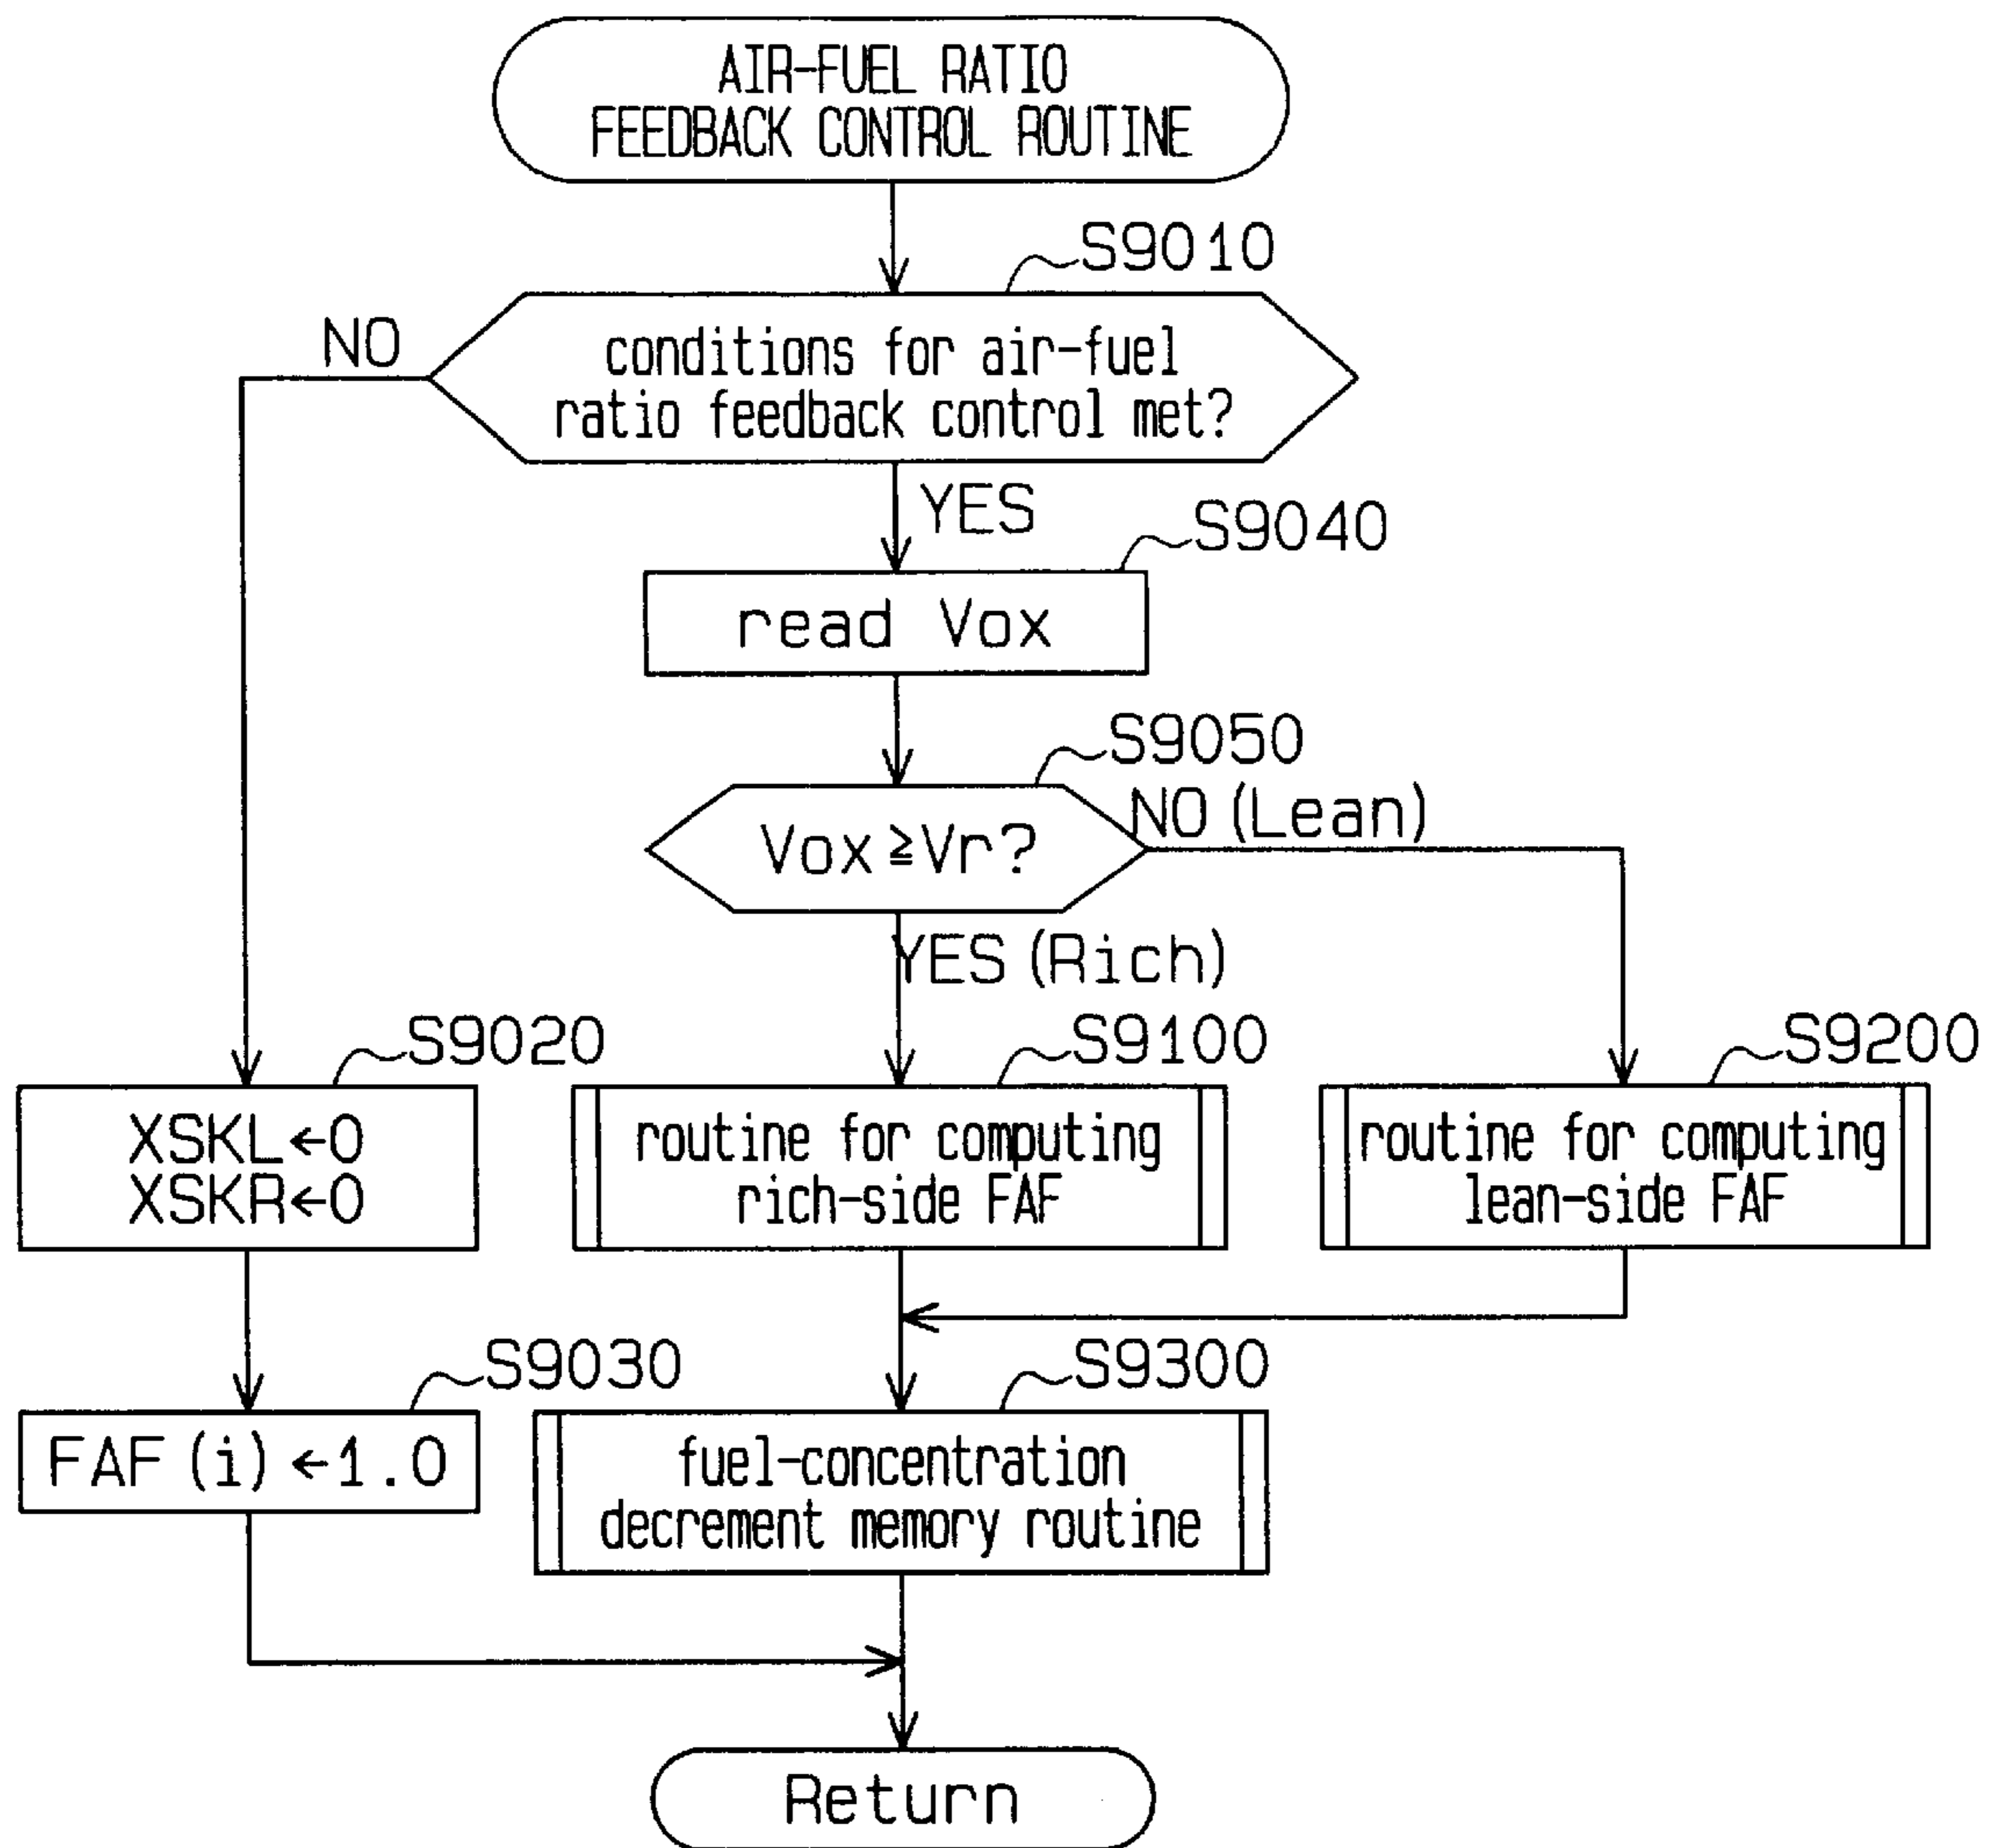 AIR-FUEL RATIO
FEEDBACK CONTROL ROUTINE
S9010
NO
conditions for air-fuel
ratio feedback control met?
YES
S9040
read Vox
S9050
NO (Lean)
Vox≧Vr?
YES (Rich)
S9020
S9100
S9200
XSKL←0
XSKR←0
routine for computing
rich-side FAF
routine for computing
lean-side FAF
S9030
S9300
FAF (i) ←1.0
fuel-concentration
decrement memory routine
Return